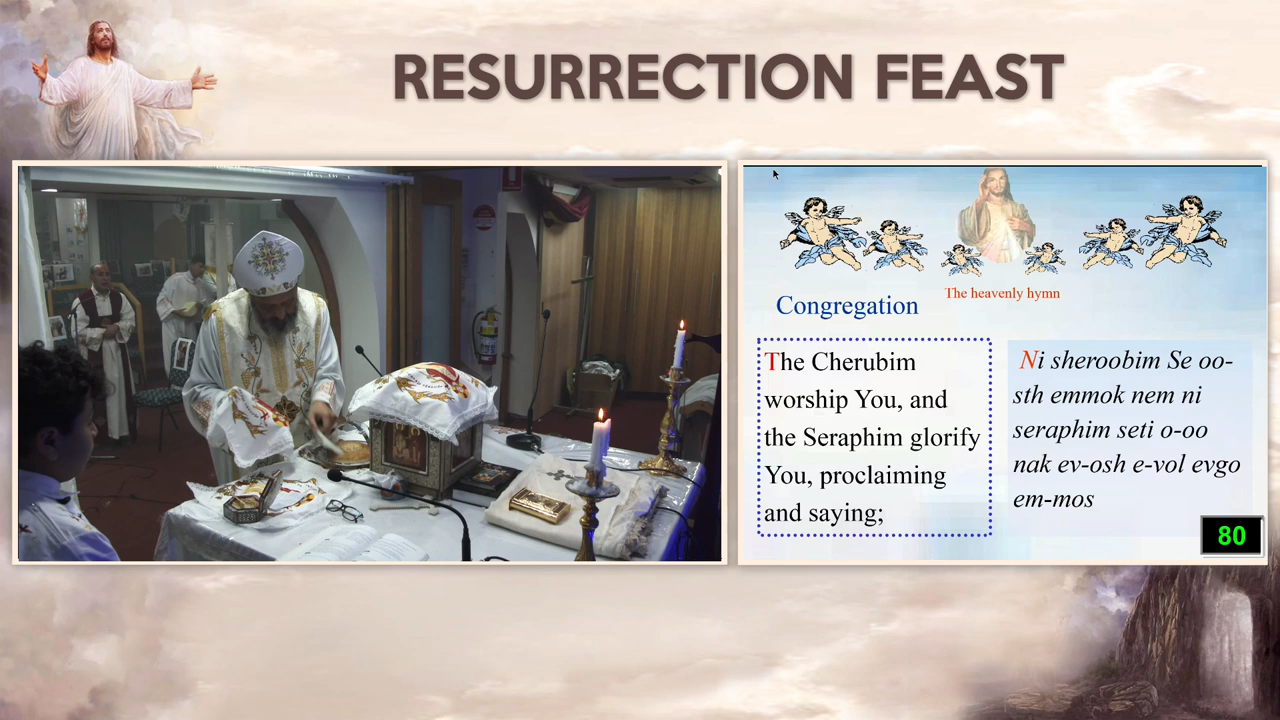 RESURRECTION FEAST
The heavenly hymn
Congregation
The Cherubim
worship You, and
the Seraphim glorify
You, proclaiming
and saying;
Ni sheroobim Se oo-
sth emmok nem ni
seraphim seti o-oo
nak ev-osh e-vol evgo
em-mos
80